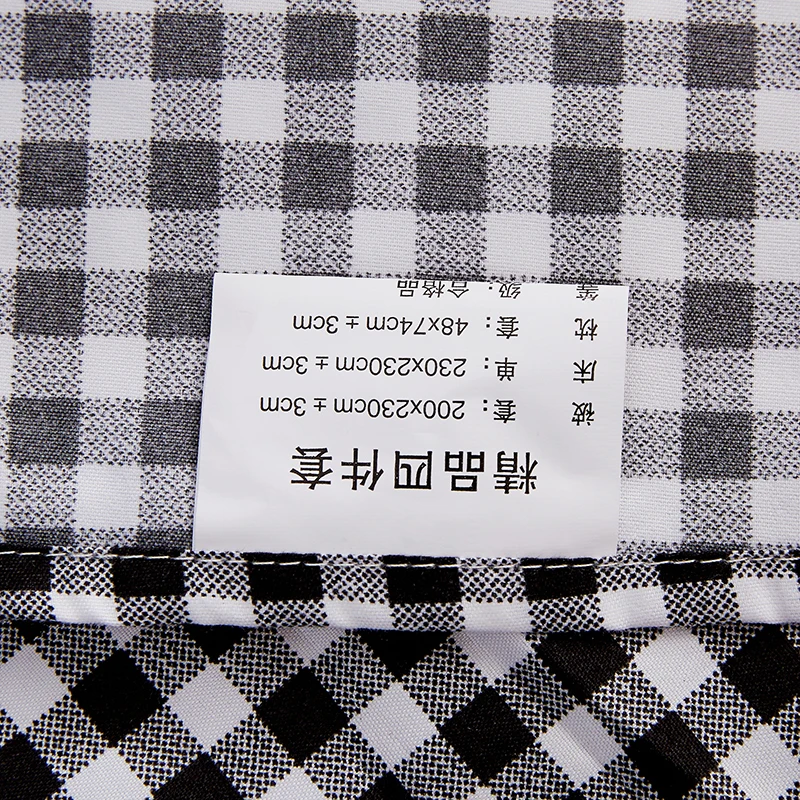 精品四件套
被 套：200x230cm ± 3cm
床 单：230x230cm ± 3cm
枕 套：48x74cm ± 3cm
等 级：合格品